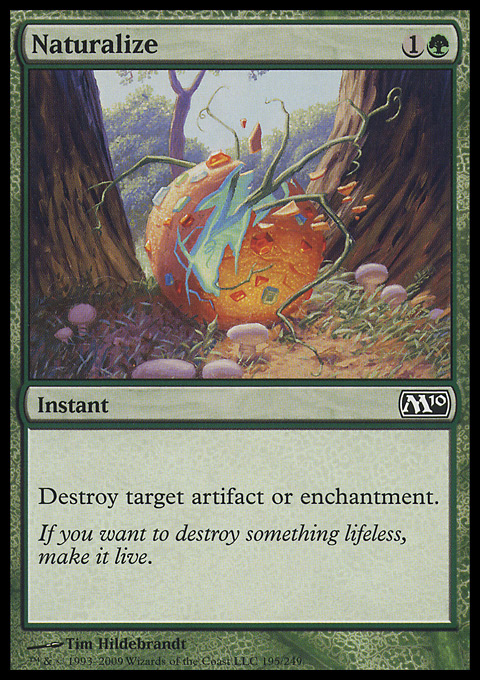 Naturalize 1
Instant M10
Destroy target artifact or enchantment.
If you want to destroy something lifeless,
make it live.
Tim Hildebrandt
™ & © 1993–2009 Wizards of the Coast LLC 195/249